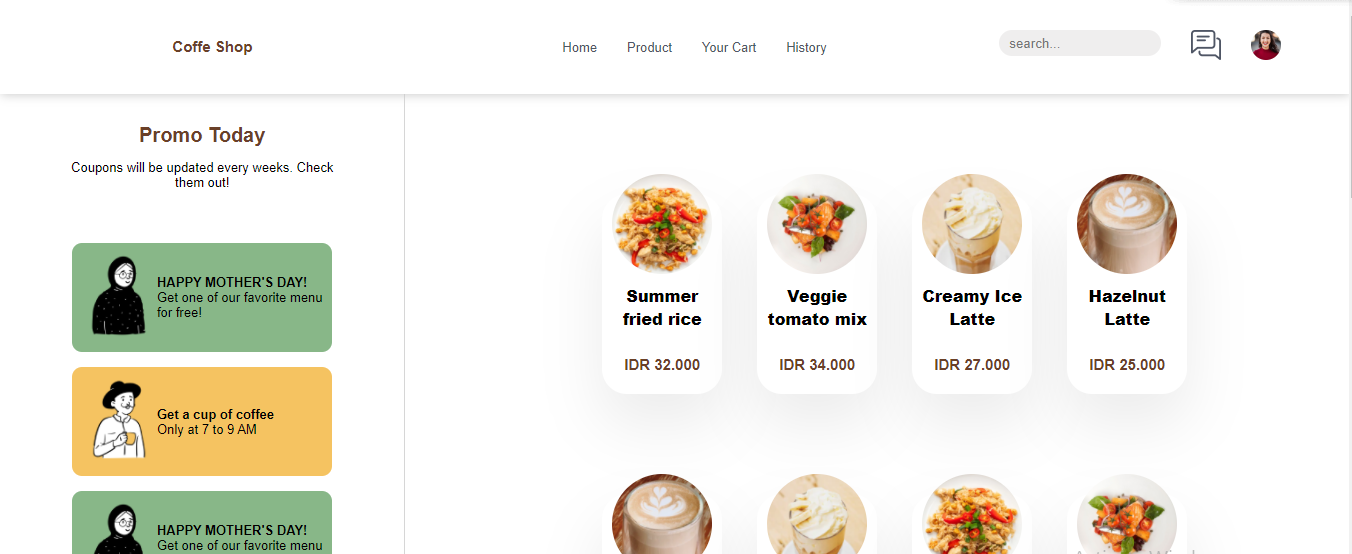 Coffe Shop
Home
Product
Your Cart
History
search...
Promo Today
Coupons will be updated every weeks. Check
them out!
HAPPY MOTHER'S DAY!
Get one of our favorite menu
for free!
Get a cup of coffee
Only at 7 to 9 AM
HAPPY MOTHER'S DAY!
Get one of our favorite menu
Summer
fried rice
IDR 32.000
Veggie
tomato mix
IDR 34.000
Creamy Ice
Latte
IDR 27.000
Hazelnut
Latte
IDR 25.000